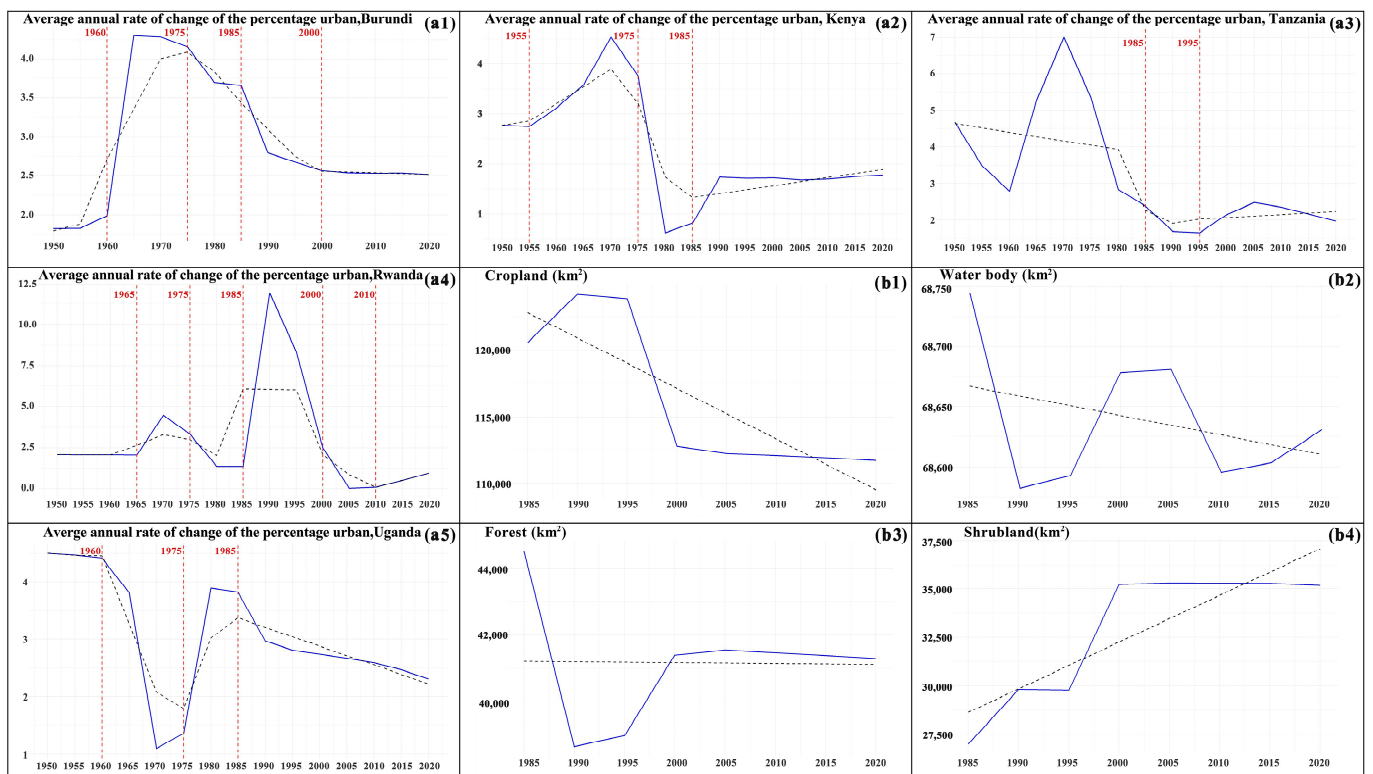 Average annual rate of change of the percentage urban,Burundi (a1)
1960 1975 1985 2000
4.0
3.5
3.0
2.5
2.0
1950 1960 1970 1980 1990 2000 2010 2020
Average annual rate of change of the percentage urban, Kenya (a2)
1955 1975 1985
4
3
2
1
1950 1955 1960 1965 1970 1975 1980 1985 1990 1995 2000 2005 2010 2015 2020
Average annual rate of change of the percentage urban, Tanzania (a3)
1985 1995
7
6
5
4
3
2
1950 1955 1960 1965 1970 1975 1980 1985 1990 1995 2000 2005 2010 2015 2020
Average annual rate of change of the percentage urban,Rwanda (a4)
1965 1975 1985 2000 2010
12.5
10.0
7.5
5.0
2.5
0.0
1950 1955 1960 1965 1970 1975 1980 1985 1990 1995 2000 2005 2010 2015 2020
Cropland (km²) (b1)
120,000
115,000
110,000
1985 1990 1995 2000 2005 2010 2015 2020
Water body (km²) (b2)
68,750
68,700
68,650
68,600
1985 1990 1995 2000 2005 2010 2015 2020
Averge annual rate of change of the percentage urban,Uganda (a5)
1960 1975 1985
4
3
2
1
1950 1955 1960 1965 1970 1975 1980 1985 1990 1995 2000 2005 2010 2015 2020
Forest (km²) (b3)
44,000
42,000
40,000
1985 1990 1995 2000 2005 2010 2015 2020
Shrubland(km²) (b4)
37,500
35,000
32,500
30,000
27,500
1985 1990 1995 2000 2005 2010 2015 2020